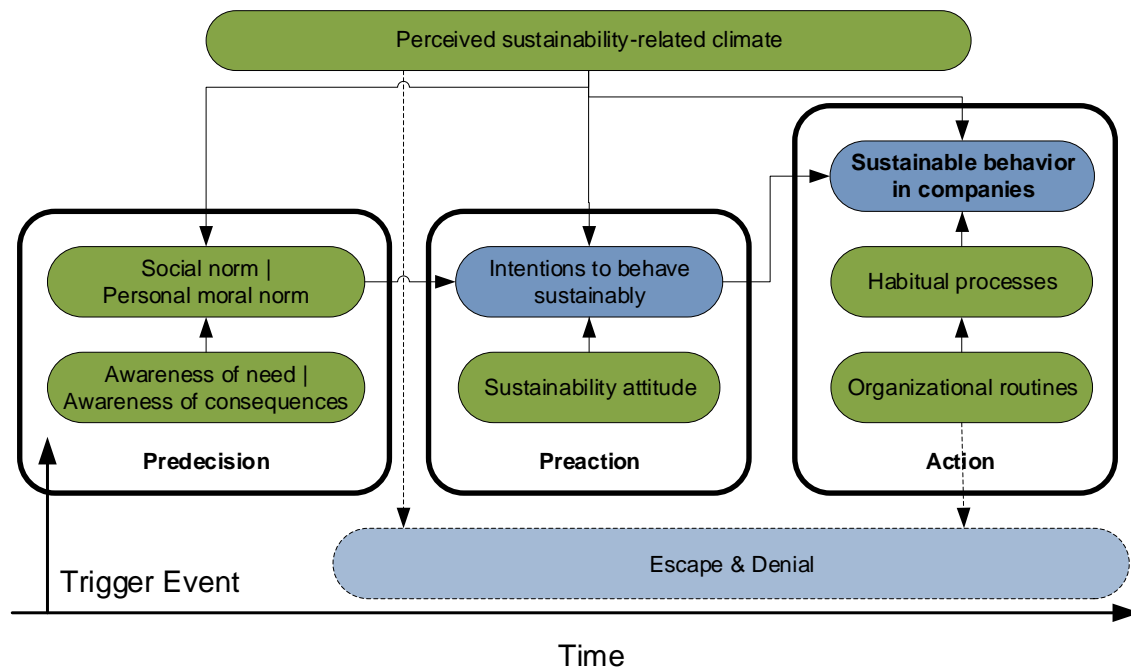 Perceived sustainability-related climate
Sustainable behavior
in companies
Social norm |
Personal moral norm
Intentions to behave
sustainably
Habitual processes
Awareness of need |
Awareness of consequences
Sustainability attitude
Organizational routines
Predecision
Preaction
Action
Escape & Denial
Trigger Event
Time